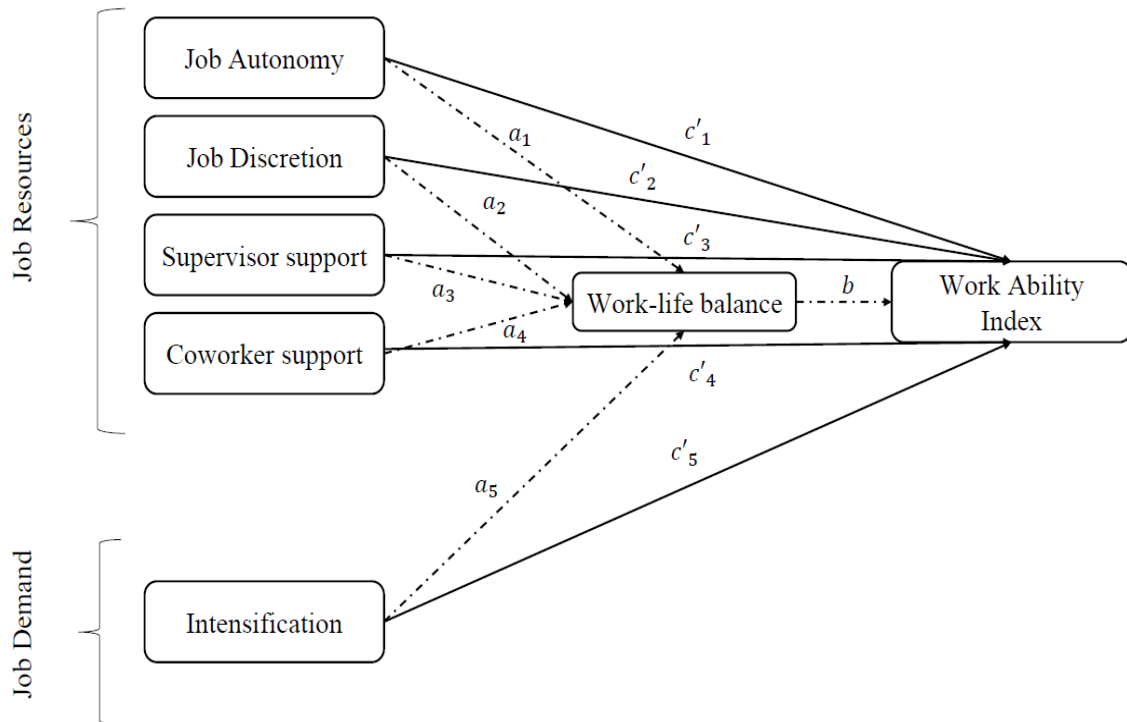 Job Resources
Job Autonomy
Job Discretion
Supervisor support
Coworker support
a₁
a₂
a₃
a₄
c′₁
c′₂
c′₃
c′₄
Work-life balance
b
Work Ability
Index
Job Demand
Intensification
a₅
c′₅